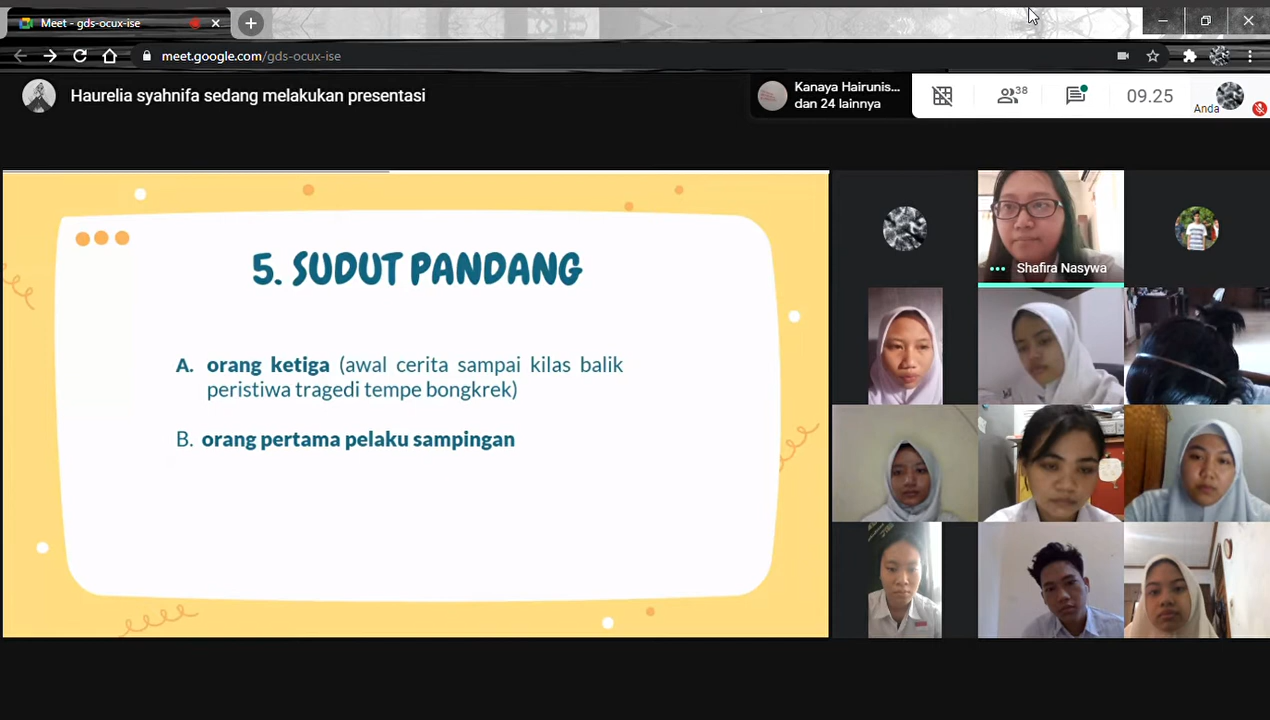 Meet - gds-ocux-ise
meet.google.com/gds-ocux-ise
Haurelia syahnifa sedang melakukan presentasi
Kanaya Hairunis...
dan 24 lainnya
38
09.25
Anda
5. SUDUT PANDANG
A. orang ketiga (awal cerita sampai kilas balik
peristiwa tragedi tempe bongkrek)
B. orang pertama pelaku sampingan
Shafira Nasywa